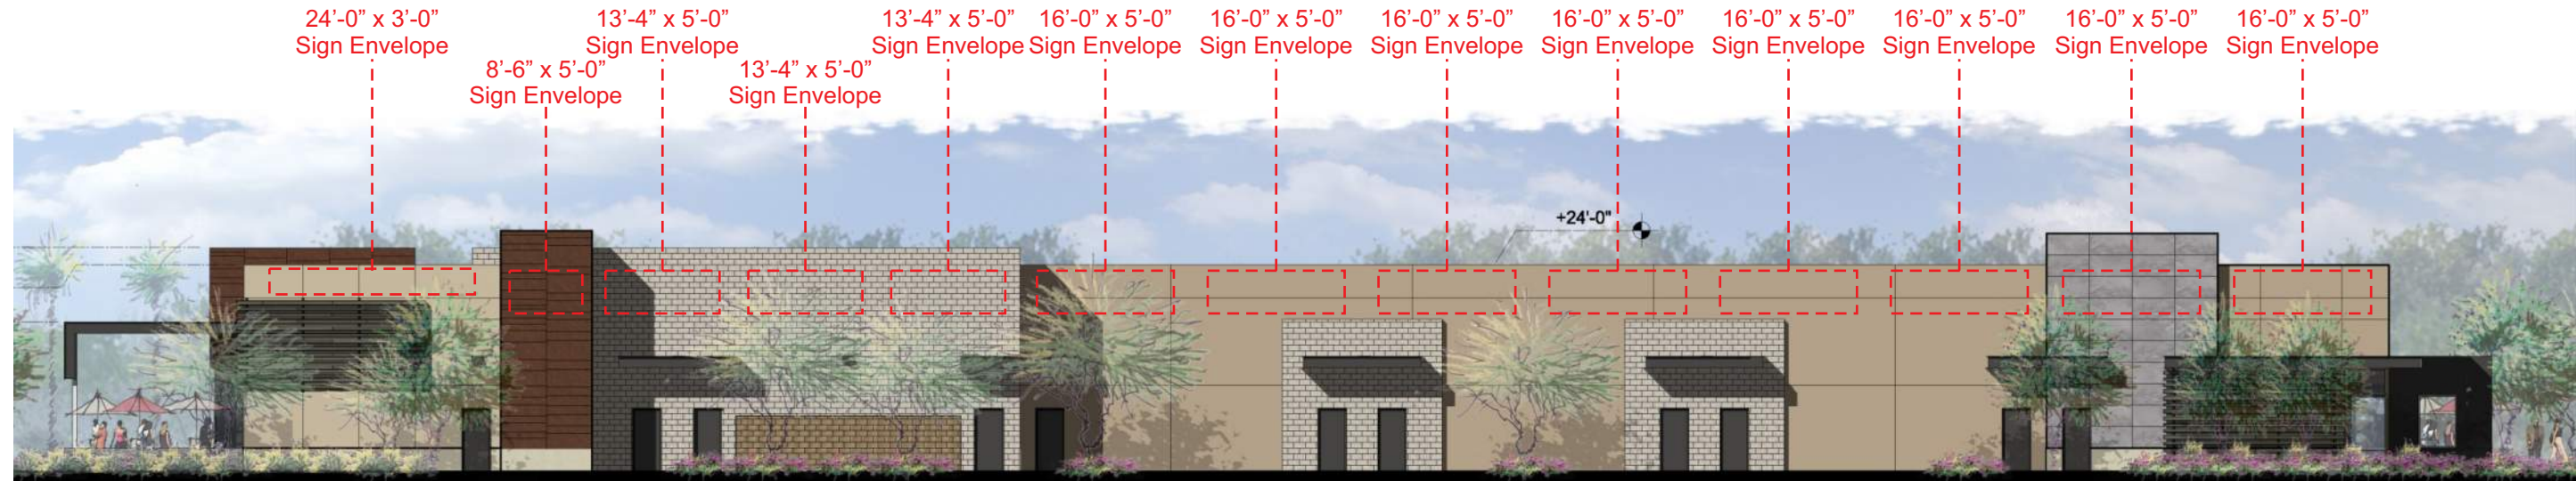 24’-0” x 3’-0”
Sign Envelope
8’-6” x 5’-0”
Sign Envelope
13’-4” x 5’-0”
Sign Envelope
13’-4” x 5’-0”
Sign Envelope
13’-4” x 5’-0”
Sign Envelope
16’-0” x 5’-0”
Sign Envelope
16’-0” x 5’-0”
Sign Envelope
16’-0” x 5’-0”
Sign Envelope
16’-0” x 5’-0”
Sign Envelope
16’-0” x 5’-0”
Sign Envelope
16’-0” x 5’-0”
Sign Envelope
16’-0” x 5’-0”
Sign Envelope
16’-0” x 5’-0”
Sign Envelope
+24'-0"